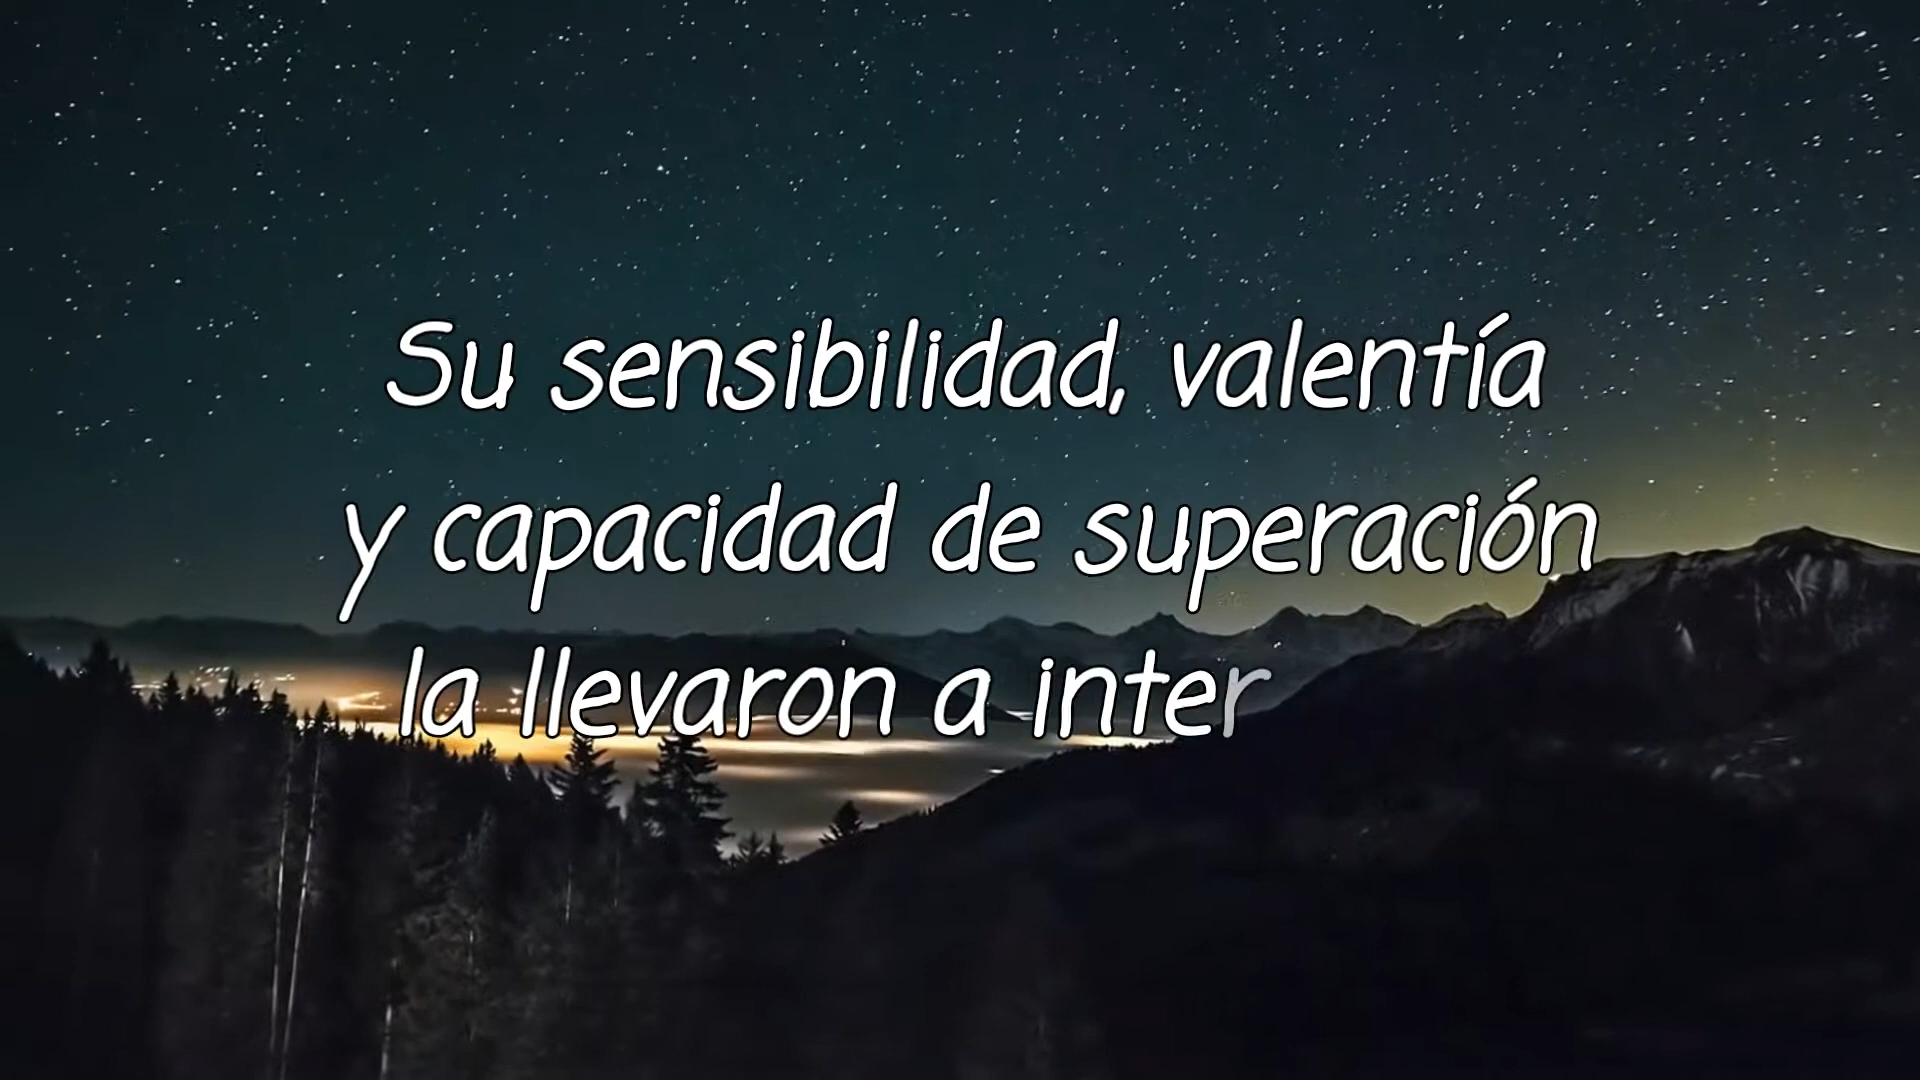 Su sensibilidad, valentía
y capacidad de superación
la llevaron a inter